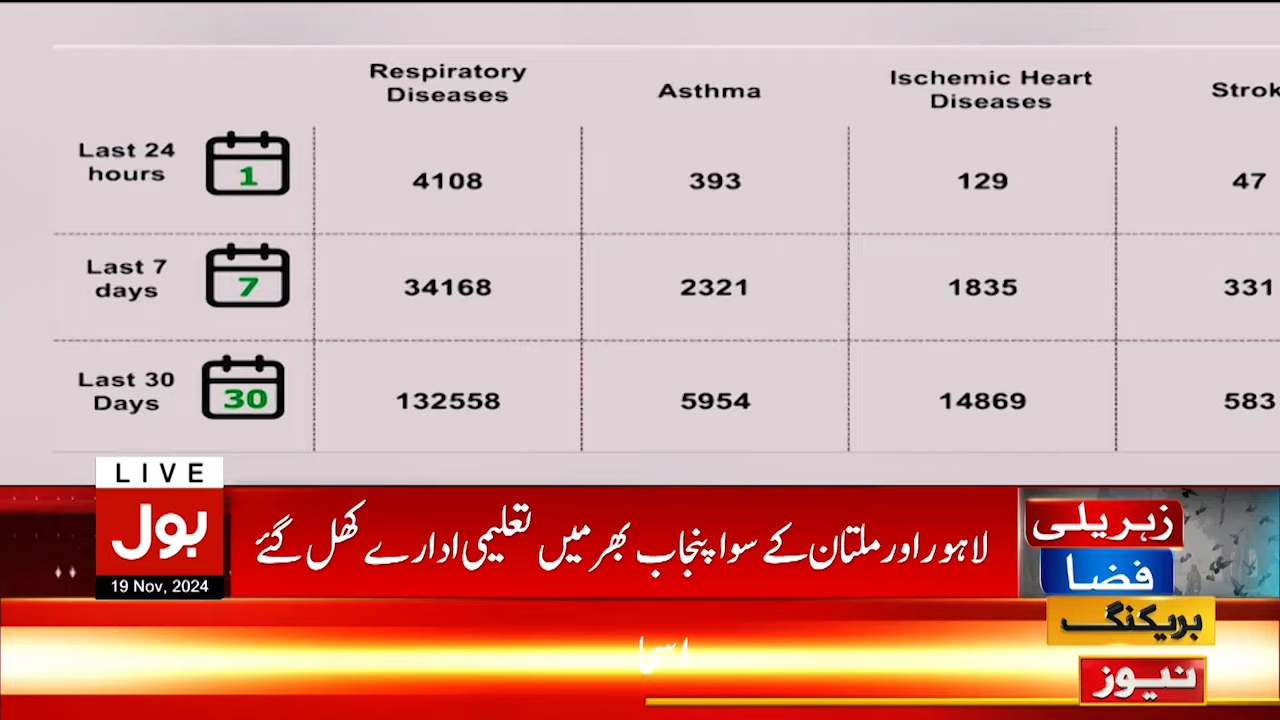 Respiratory Diseases
Asthma
Ischemic Heart Diseases
Strok
Last 24 hours
1
4108
393
129
47
Last 7 days
7
34168
2321
1835
331
Last 30 Days
30
132558
5954
14869
583
LIVE
بول
19 Nov, 2024
لاہور اور ملتان کے سوا پنجاب بھر میں تعلیمی ادارے کھل گئے
زہریلی
فضا
بریکنگ
نیوز